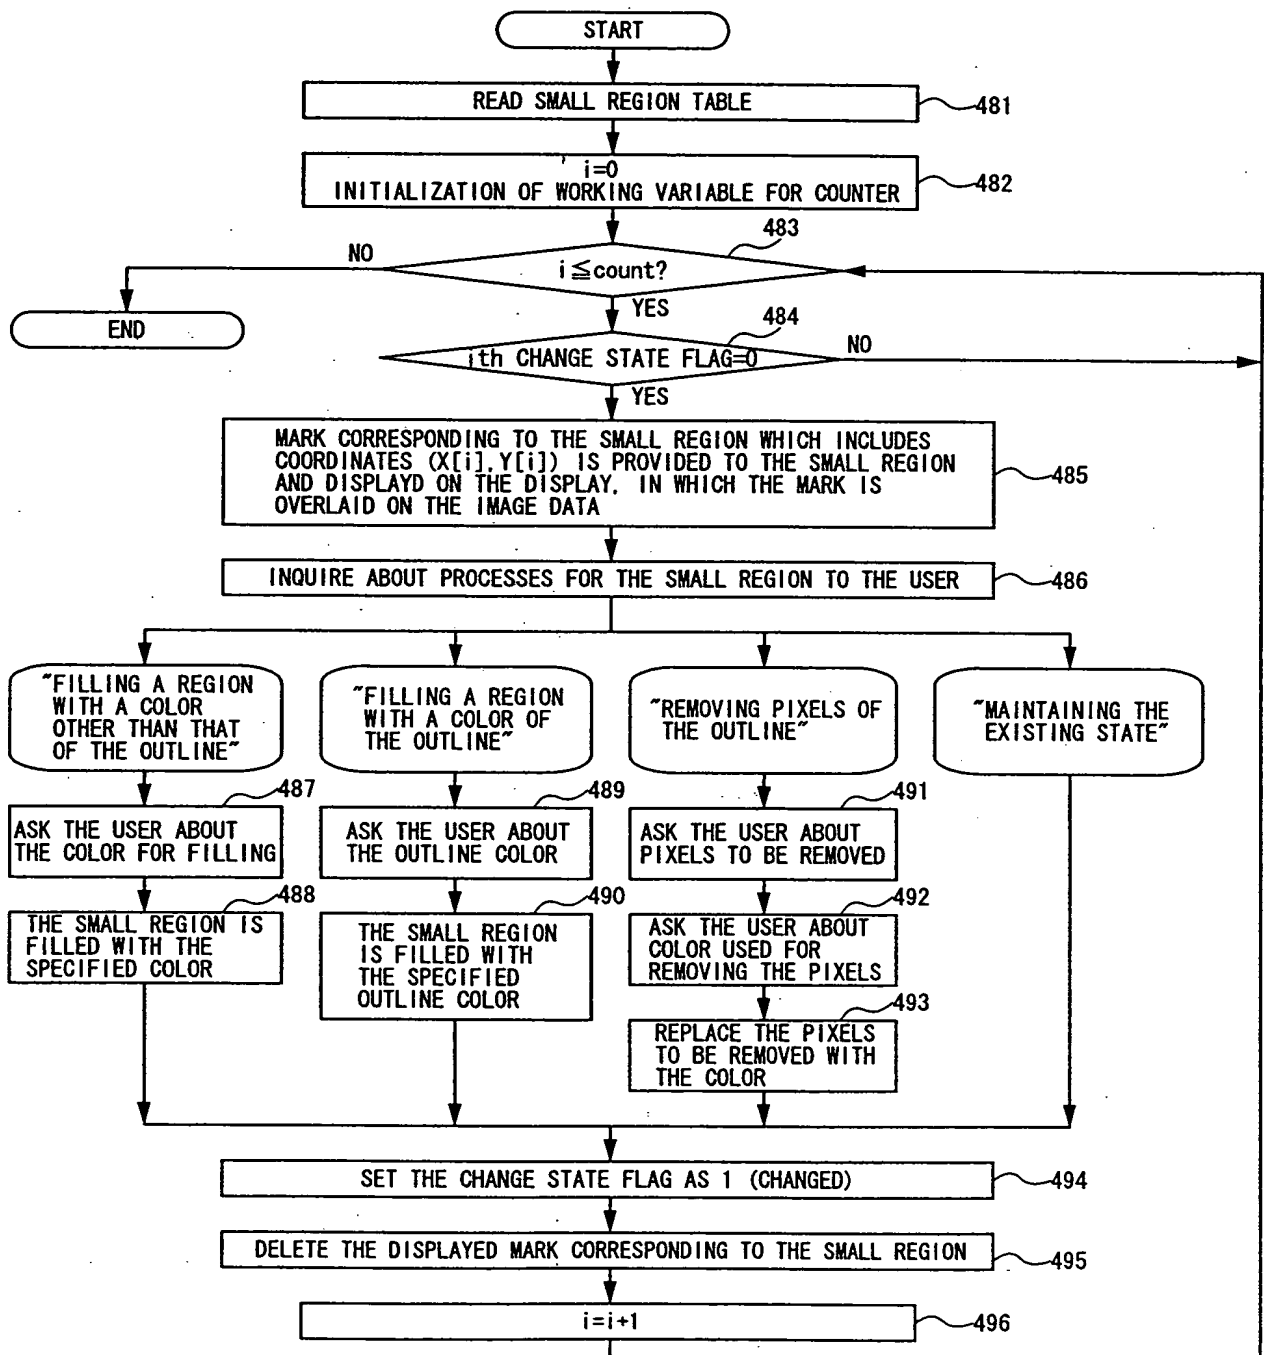 START
READ SMALL REGION TABLE
481
i=0
INITIALIZATION OF WORKING VARIABLE FOR COUNTER
482
483
NO
i≦count?
YES
END
484
ith CHANGE STATE FLAG=0
NO
YES
MARK CORRESPONDING TO THE SMALL REGION WHICH INCLUDES
COORDINATES (X[i],Y[i]) IS PROVIDED TO THE SMALL REGION
AND DISPLAYD ON THE DISPLAY, IN WHICH THE MARK IS
OVERLAID ON THE IMAGE DATA
485
INQUIRE ABOUT PROCESSES FOR THE SMALL REGION TO THE USER
486
"FILLING A REGION
WITH A COLOR
OTHER THAN THAT
OF THE OUTLINE"
"FILLING A REGION
WITH A COLOR OF
THE OUTLINE"
"REMOVING PIXELS OF
THE OUTLINE"
"MAINTAINING THE
EXISTING STATE"
487
ASK THE USER ABOUT
THE COLOR FOR FILLING
489
ASK THE USER ABOUT
THE OUTLINE COLOR
491
ASK THE USER ABOUT
PIXELS TO BE REMOVED
488
THE SMALL REGION IS
FILLED WITH THE
SPECIFIED COLOR
490
THE SMALL REGION
IS FILLED WITH
THE SPECIFIED
OUTLINE COLOR
492
ASK THE USER ABOUT
COLOR USED FOR
REMOVING THE PIXELS
493
REPLACE THE PIXELS
TO BE REMOVED WITH
THE COLOR
SET THE CHANGE STATE FLAG AS 1 (CHANGED)
494
DELETE THE DISPLAYED MARK CORRESPONDING TO THE SMALL REGION
495
i=i+1
496